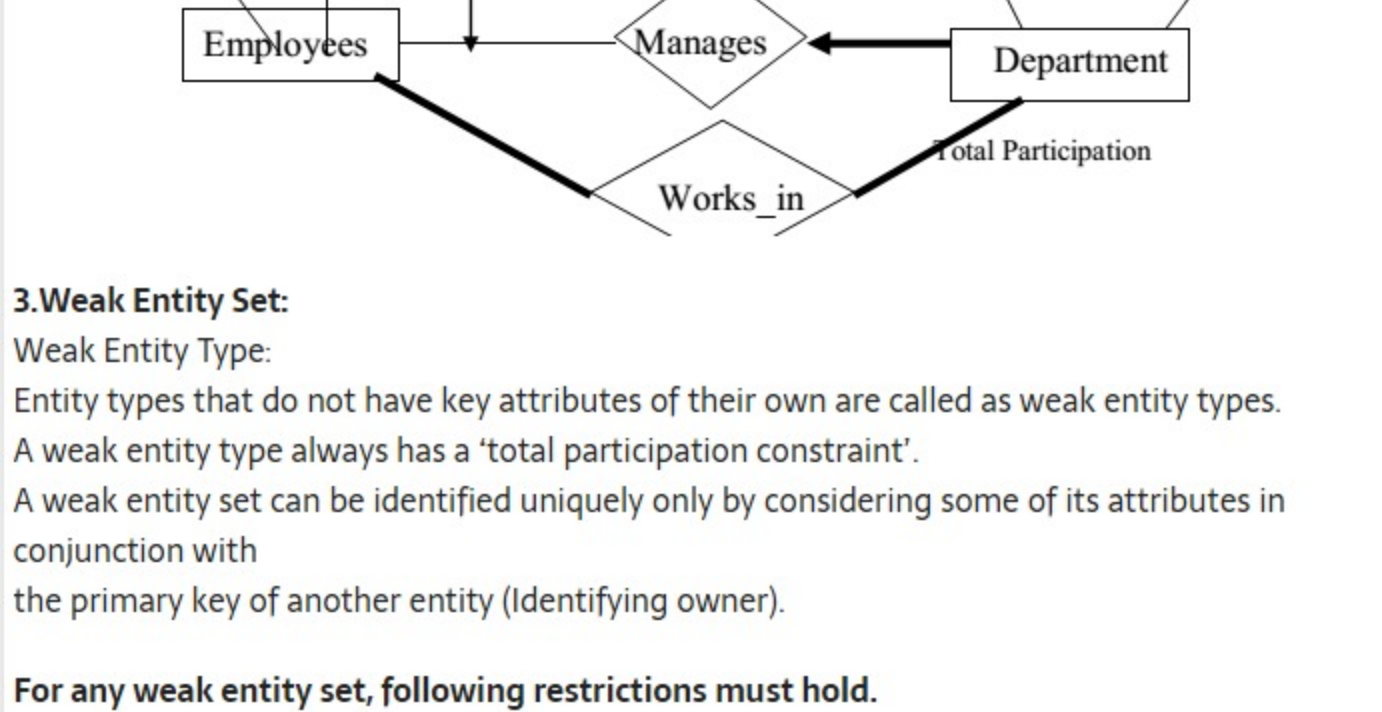 Employees
Manages
Department
Total Participation
Works_in
3.Weak Entity Set:
Weak Entity Type:
Entity types that do not have key attributes of their own are called as weak entity types.
A weak entity type always has a ‘total participation constraint’.
A weak entity set can be identified uniquely only by considering some of its attributes in
conjunction with
the primary key of another entity (Identifying owner).
For any weak entity set, following restrictions must hold.